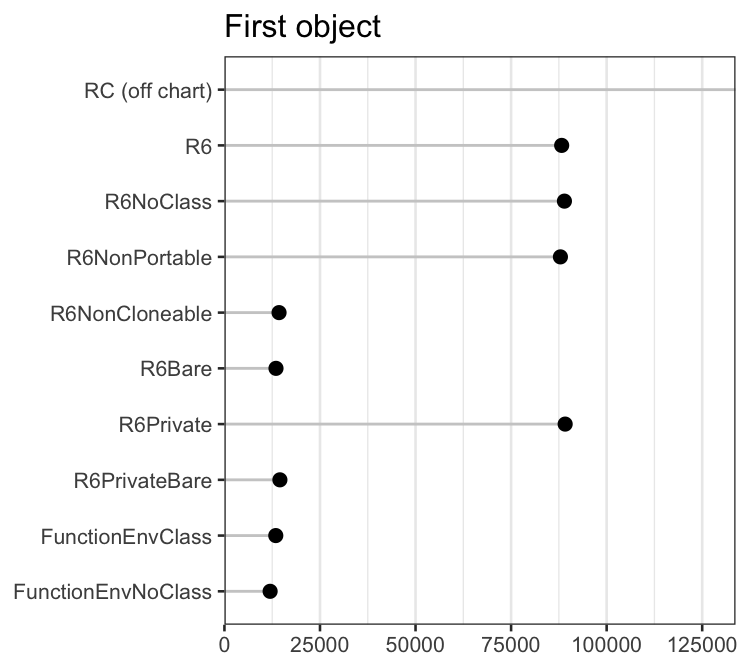 First object
RC (off chart)
R6
R6NoClass
R6NonPortable
R6NonCloneable
R6Bare
R6Private
R6PrivateBare
FunctionEnvClass
FunctionEnvNoClass
0 25000 50000 75000 100000 125000